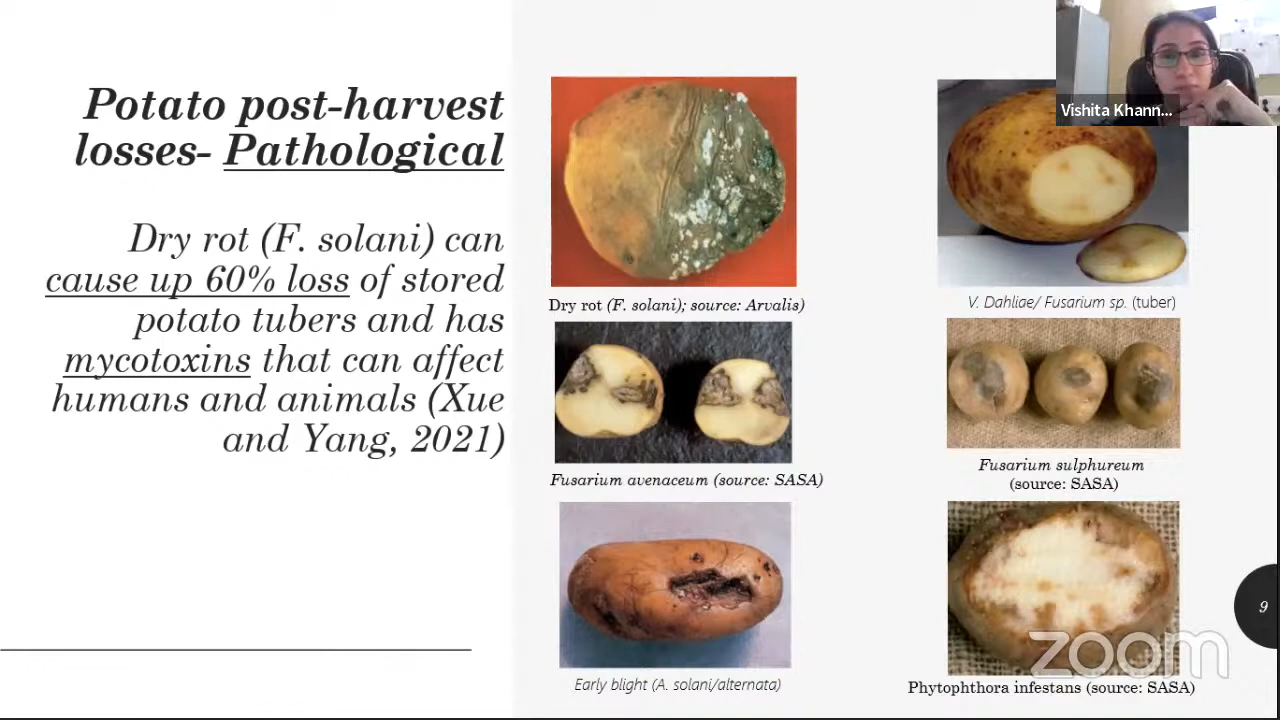 Potato post-harvest
losses- Pathological
Dry rot (F. solani) can
cause up 60% loss of stored
potato tubers and has
mycotoxins that can affect
humans and animals (Xue
and Yang, 2021)
Vishita Khann...
Dry rot (F. solani); source: Arvalis)
V. Dahliae/ Fusarium sp. (tuber)
Fusarium avenaceum (source: SASA)
Fusarium sulphureum
(source: SASA)
Early blight (A. solani/alternata)
Phytophthora infestans (source: SASA)
9
zoom